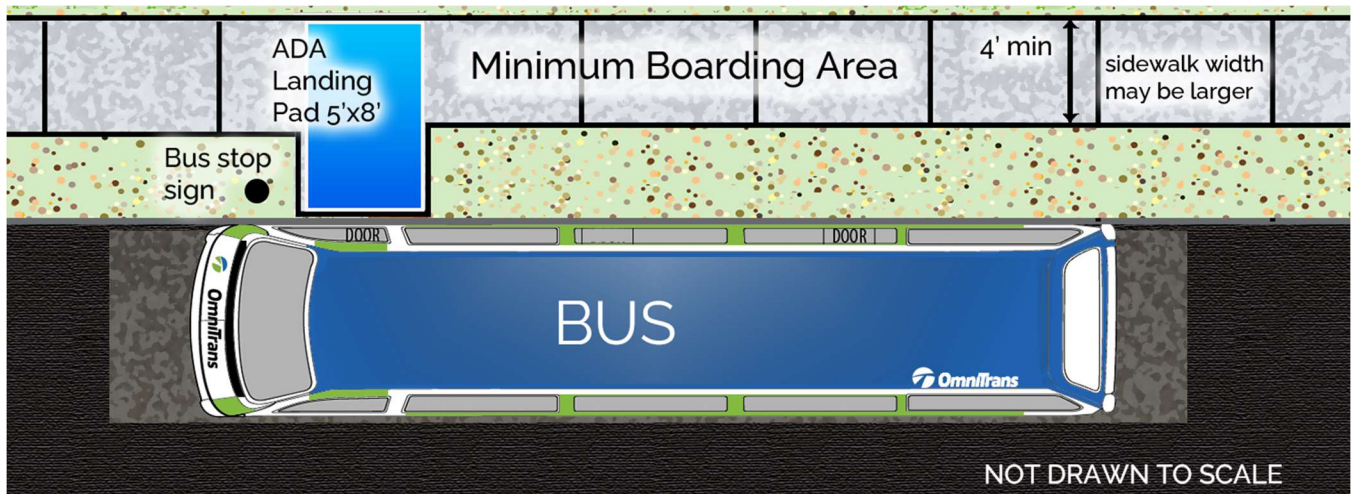 ADA
Landing
Pad 5'x8'
Minimum Boarding Area
4' min
sidewalk width
may be larger
Bus stop
sign
DOOR
DOOR
OmniTrans
BUS
OmniTrans
NOT DRAWN TO SCALE